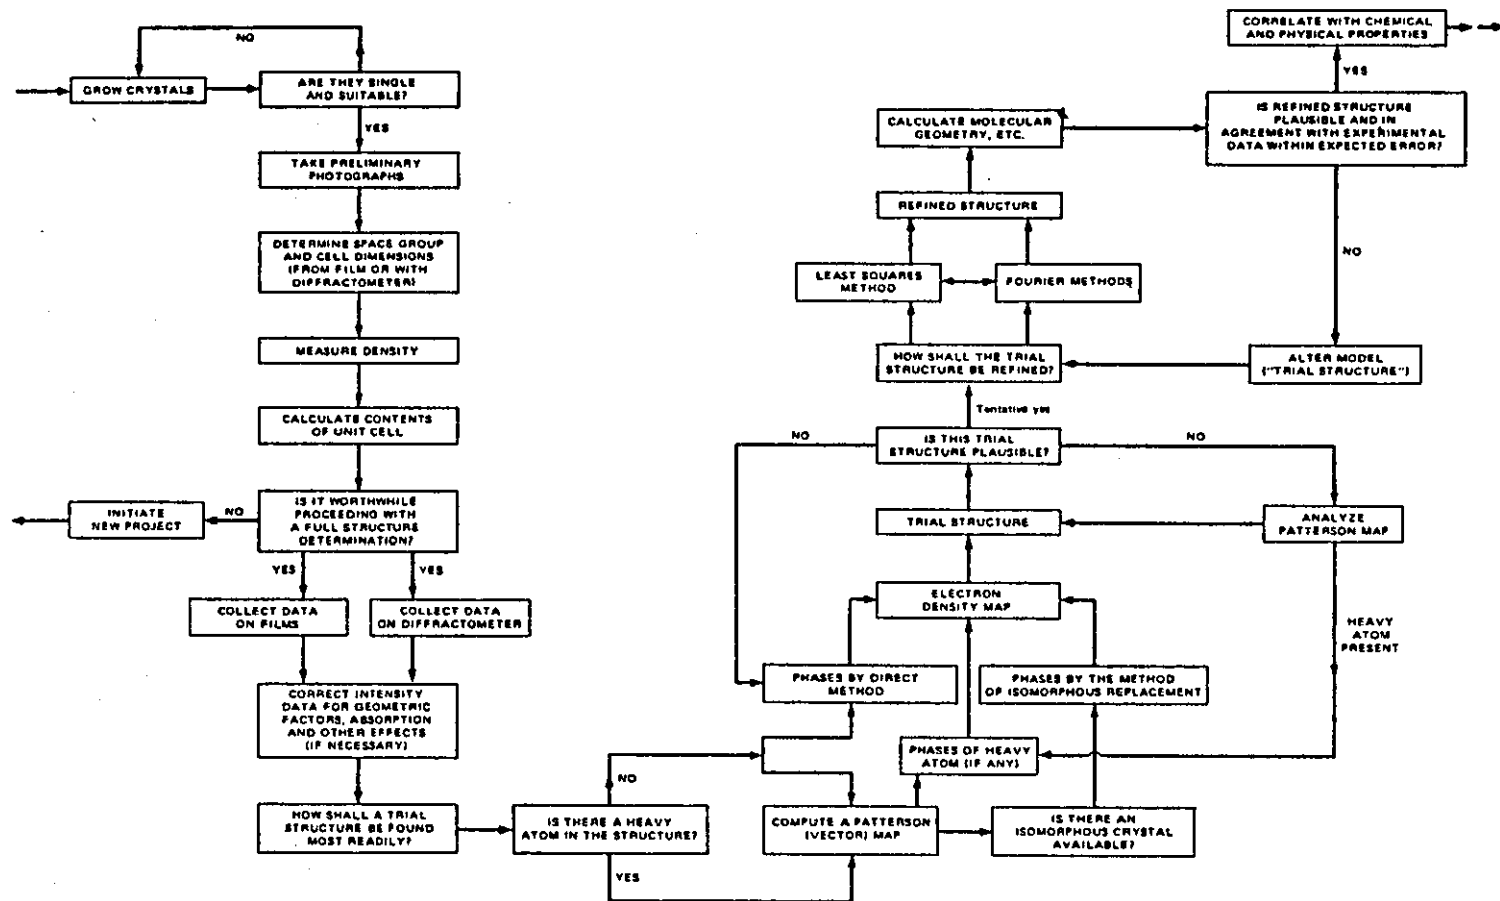 NO
GROW CRYSTALS
ARE THEY SINGLE
AND SUITABLE?
YES
TAKE PRELIMINARY
PHOTOGRAPHS
DETERMINE SPACE GROUP
AND CELL DIMENSIONS
(FROM FILM OR WITH
DIFFRACTOMETER)
MEASURE DENSITY
CALCULATE CONTENTS
OF UNIT CELL
INITIATE
NEW PROJECT
NO
IS IT WORTHWHILE
PROCEEDING WITH
A FULL STRUCTURE
DETERMINATION?
YES
YES
COLLECT DATA
ON FILMS
COLLECT DATA
ON DIFFRACTOMETER
CORRECT INTENSITY
DATA FOR GEOMETRIC
FACTORS, ABSORPTION
AND OTHER EFFECTS
(IF NECESSARY)
HOW SHALL A TRIAL
STRUCTURE BE FOUND
MOST READILY?
IS THERE A HEAVY
ATOM IN THE STRUCTURE?
NO
YES
COMPUTE A PATTERSON
(VECTOR) MAP
IS THERE AN
ISOMORPHOUS CRYSTAL
AVAILABLE?
PHASES OF HEAVY
ATOM (IF ANY)
PHASES BY DIRECT
METHOD
PHASES BY THE METHOD
OF ISOMORPHOUS REPLACEMENT
HEAVY
ATOM
PRESENT
ELECTRON
DENSITY MAP
TRIAL STRUCTURE
ANALYZE
PATTERSON MAP
NO
IS THIS TRIAL
STRUCTURE PLAUSIBLE?
NO
Tentative yes
HOW SHALL THE TRIAL
STRUCTURE BE REFINED?
ALTER MODEL
("TRIAL STRUCTURE")
LEAST SQUARES
METHOD
FOURIER METHODS
NO
REFINED STRUCTURE
CALCULATE MOLECULAR
GEOMETRY, ETC.
IS REFINED STRUCTURE
PLAUSIBLE AND IN
AGREEMENT WITH EXPERIMENTAL
DATA WITHIN EXPECTED ERROR?
YES
CORRELATE WITH CHEMICAL
AND PHYSICAL PROPERTIES